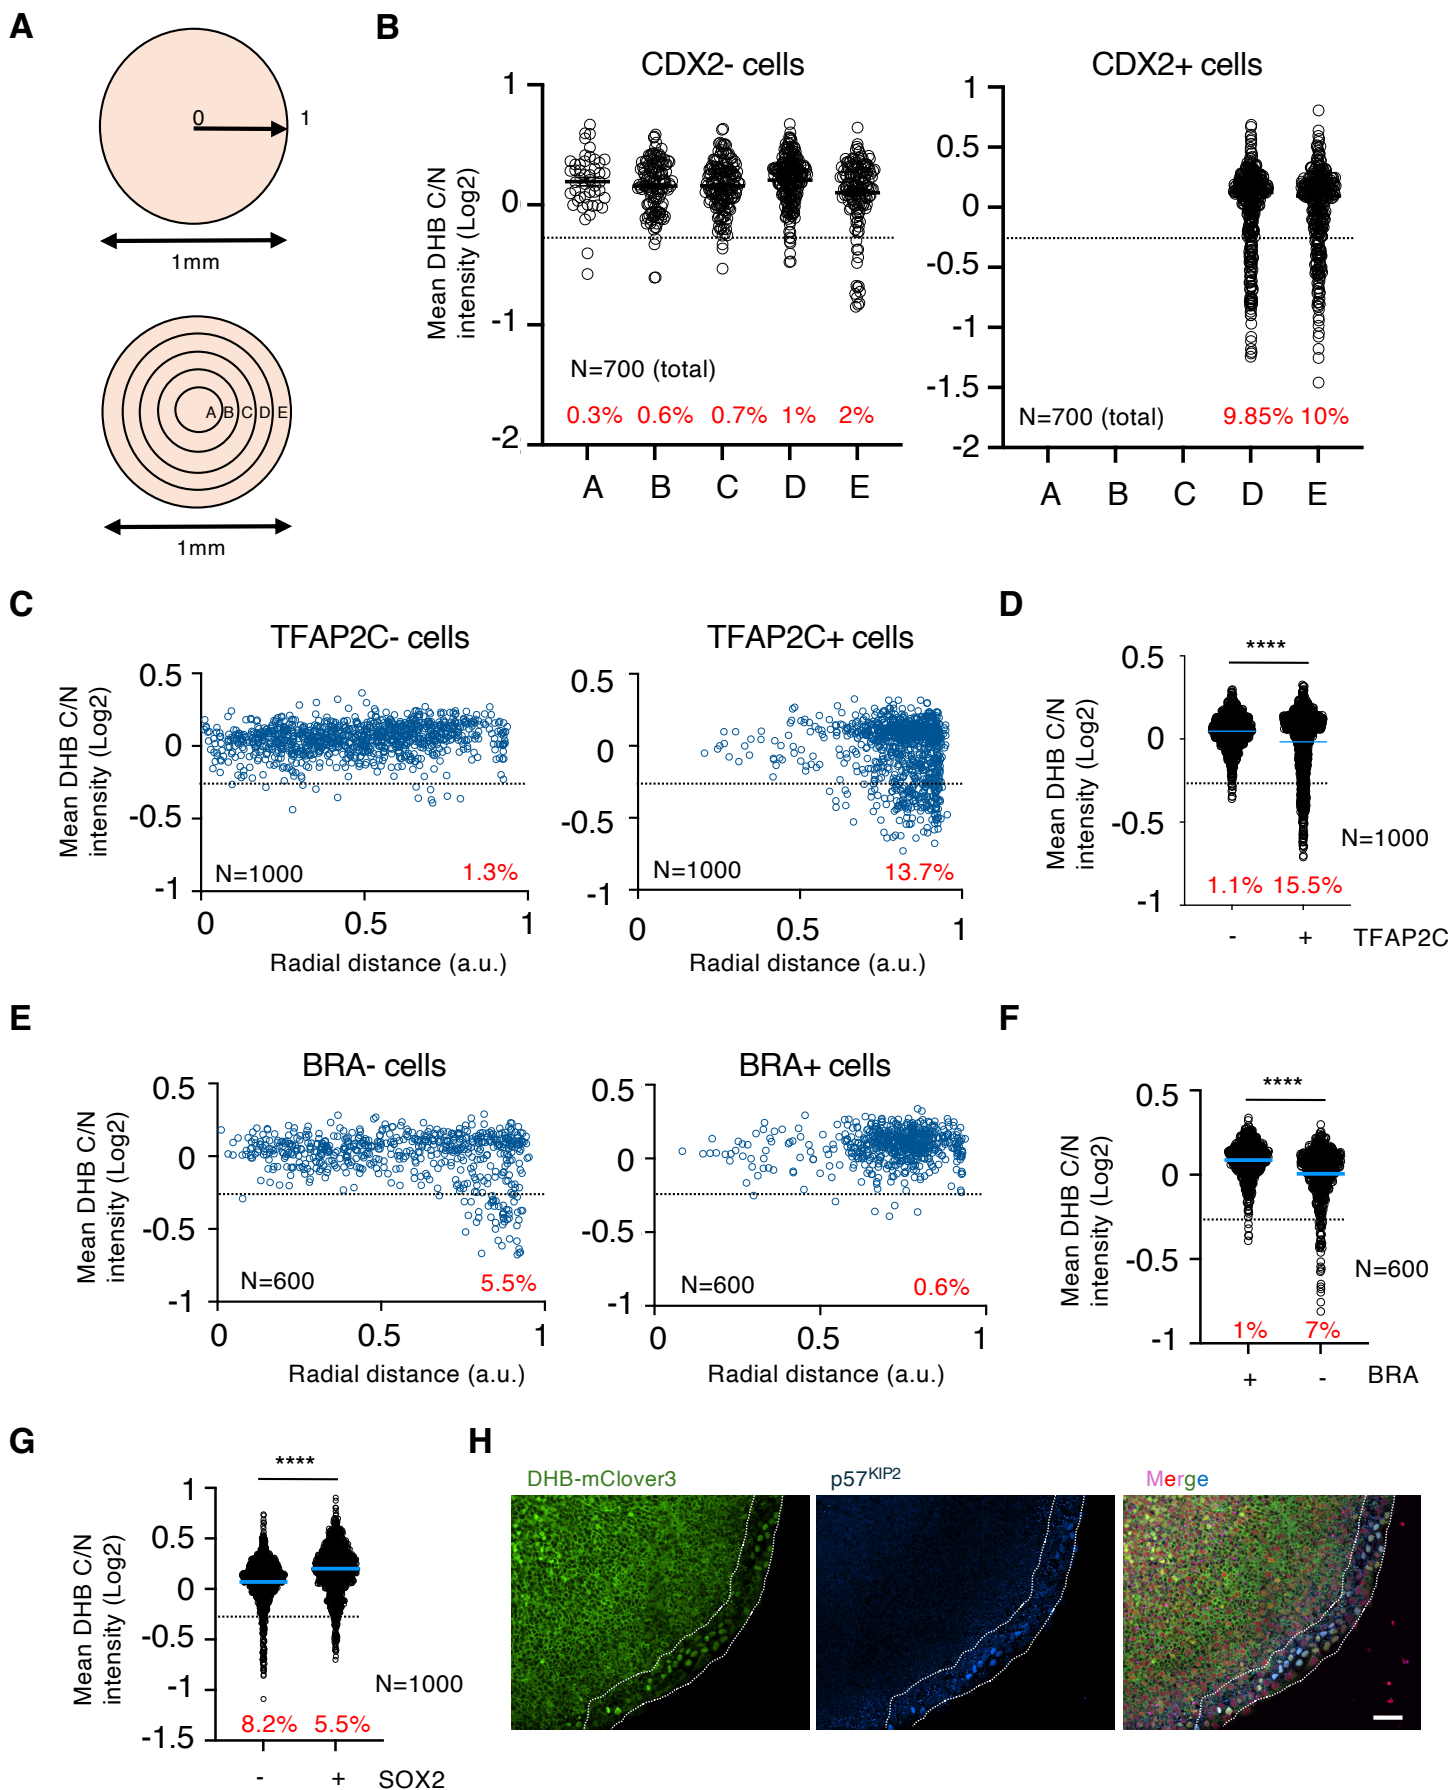 A
0
1
1mm
A B C D E
1mm
B
CDX2- cells
Mean DHB C/N
intensity (Log2)
1
0
-1
-2
N=700 (total)
0.3% 0.6% 0.7% 1% 2%
A B C D E
CDX2+ cells
1
0.5
0
-0.5
-1
-1.5
-2
N=700 (total)
9.85% 10%
A B C D E
C
TFAP2C- cells
Mean DHB C/N
intensity (Log2)
0.5
0
-0.5
-1
N=1000
1.3%
0 0.5 1
Radial distance (a.u.)
TFAP2C+ cells
0.5
0
-0.5
-1
N=1000
13.7%
0 0.5 1
Radial distance (a.u.)
D
Mean DHB C/N
intensity (Log2)
0.5
0
-0.5
-1
****
N=1000
1.1% 15.5%
- + TFAP2C
E
BRA- cells
Mean DHB C/N
intensity (Log2)
0.5
0
-0.5
-1
N=600
5.5%
0 0.5 1
Radial distance (a.u.)
BRA+ cells
0.5
0
-0.5
-1
N=600
0.6%
0 0.5 1
Radial distance (a.u.)
F
Mean DHB C/N
intensity (Log2)
0.5
0
-0.5
-1
****
N=600
1% 7%
+ - BRA
G
Mean DHB C/N
intensity (Log2)
1
0.5
0
-0.5
-1
-1.5
****
N=1000
8.2% 5.5%
- + SOX2
H
DHB-mClover3
p57KIP2
Merge